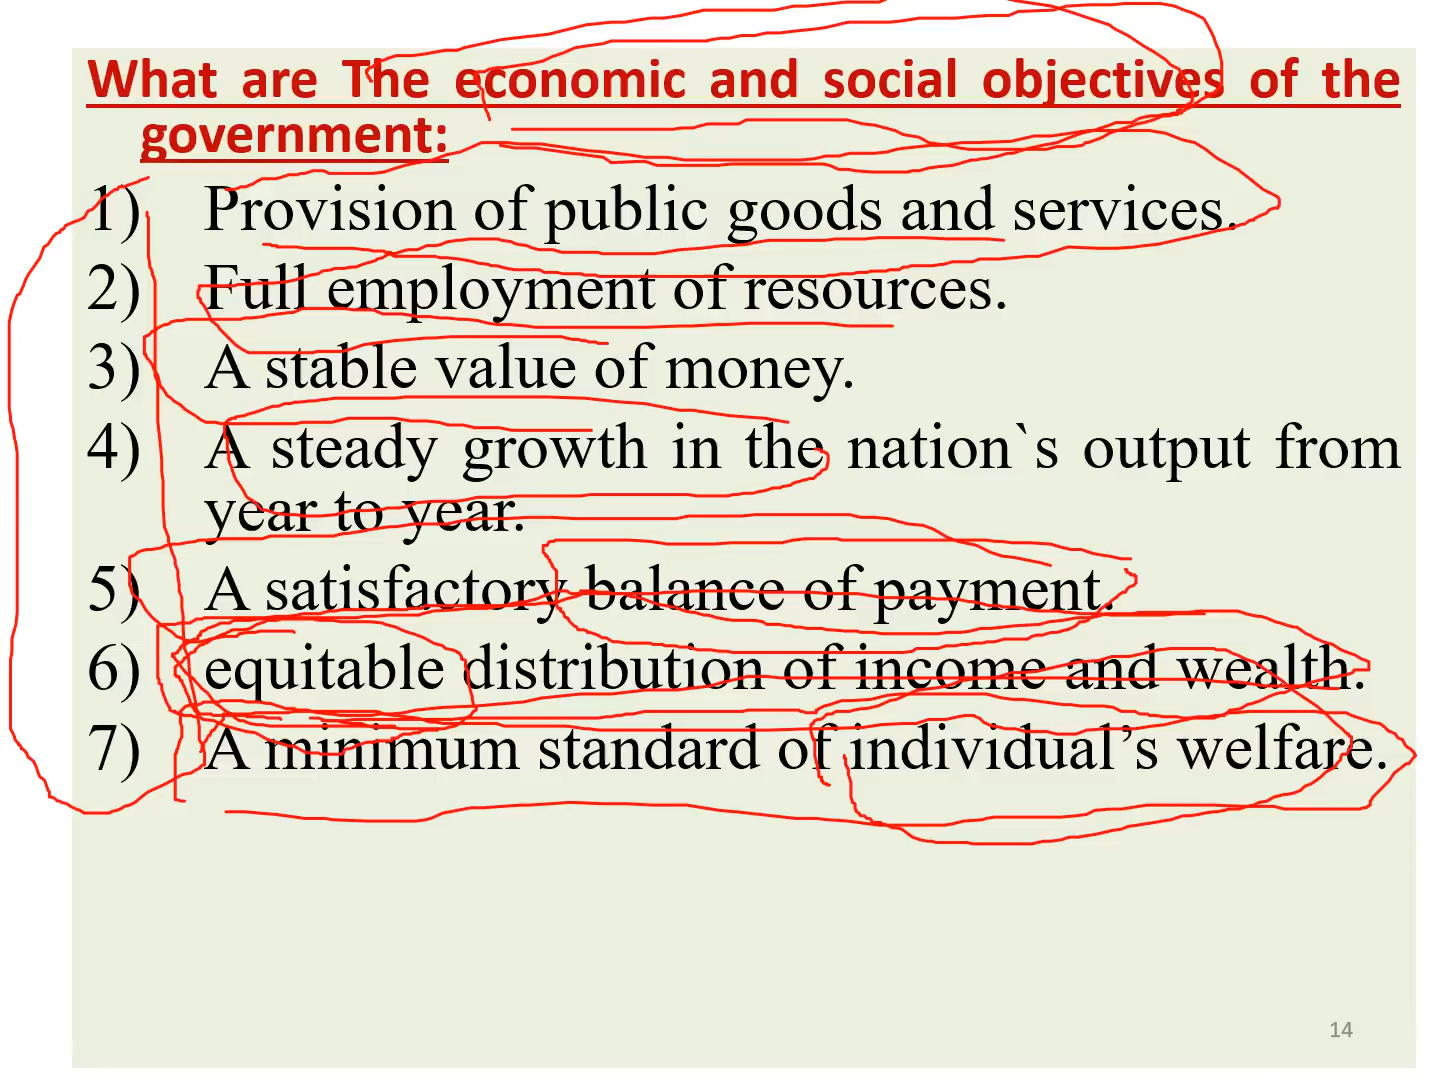 What are The economic and social objectives of the
government:
1) Provision of public goods and services.
2) Full employment of resources.
3) A stable value of money.
4) A steady growth in the nation`s output from
year to year.
5) A satisfactory balance of payment.
6) equitable distribution of income and wealth.
7) A minimum standard of individual’s welfare.
14